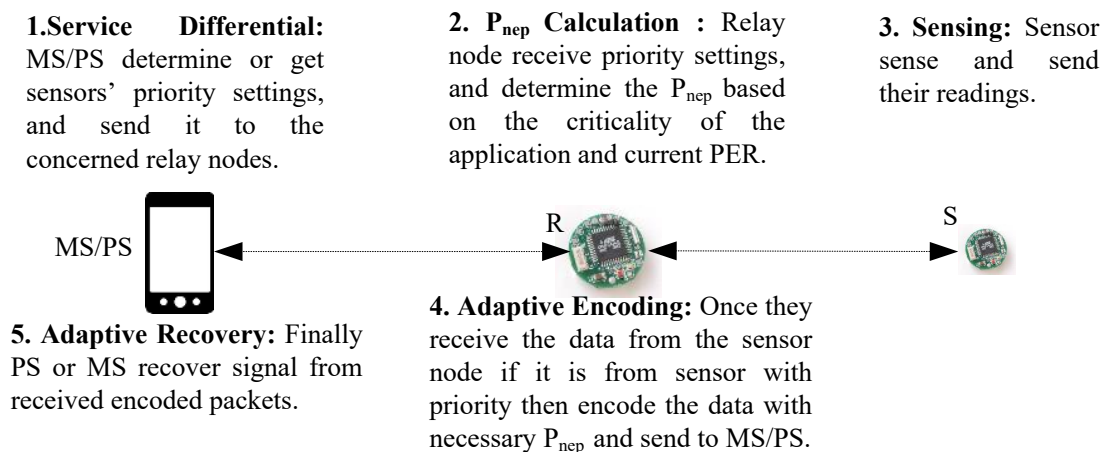 1.Service Differential:
MS/PS determine or get
sensors' priority settings,
and send it to the
concerned relay nodes.
2. Pnep Calculation : Relay
node receive priority settings,
and determine the Pnep based
on the criticality of the
application and current PER.
3. Sensing: Sensor
sense and send
their readings.
MS/PS
R
S
5. Adaptive Recovery: Finally
PS or MS recover signal from
received encoded packets.
4. Adaptive Encoding: Once they
receive the data from the sensor
node if it is from sensor with
priority then encode the data with
necessary Pnep and send to MS/PS.